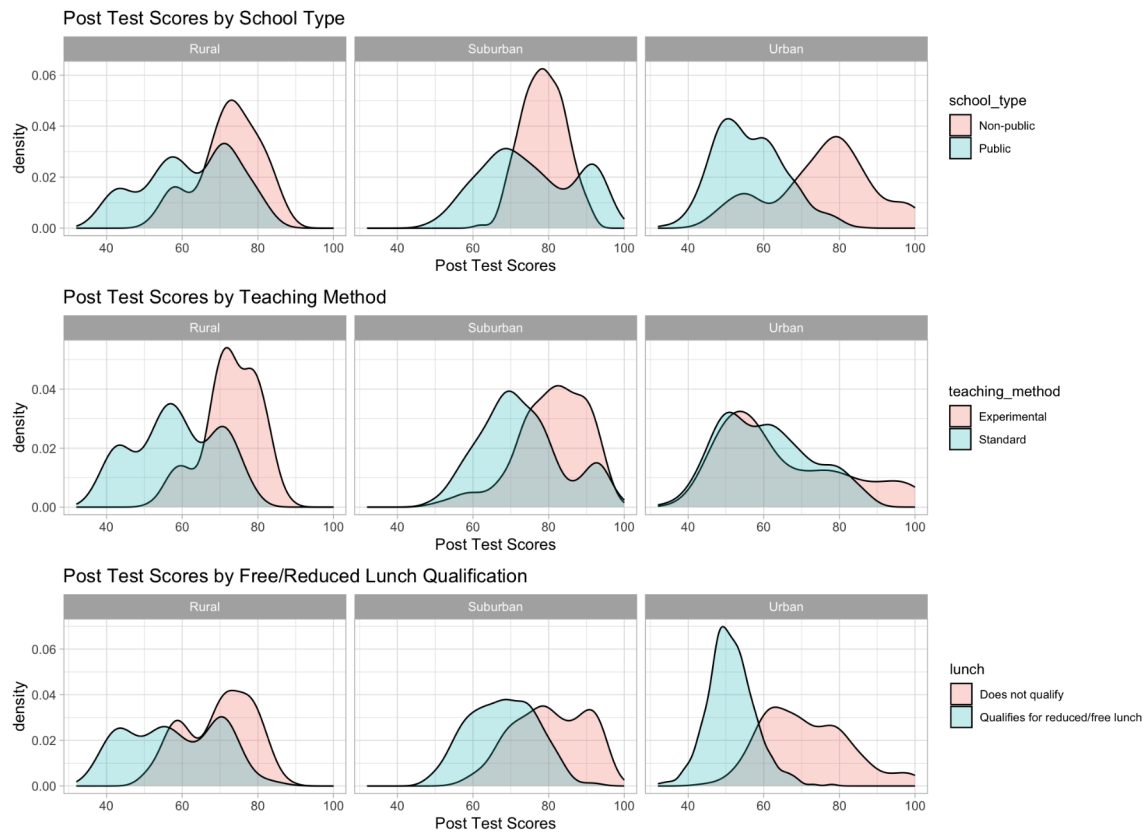 Post Test Scores by School Type
Rural
Suburban
Urban
0.06
0.04
0.02
0.00
density
40 60 80 100
40 60 80 100
40 60 80 100
Post Test Scores
school_type
Non-public
Public
Post Test Scores by Teaching Method
Rural
Suburban
Urban
0.04
0.02
0.00
density
40 60 80 100
40 60 80 100
40 60 80 100
Post Test Scores
teaching_method
Experimental
Standard
Post Test Scores by Free/Reduced Lunch Qualification
Rural
Suburban
Urban
0.06
0.04
0.02
0.00
density
40 60 80 100
40 60 80 100
40 60 80 100
Post Test Scores
lunch
Does not qualify
Qualifies for reduced/free lunch